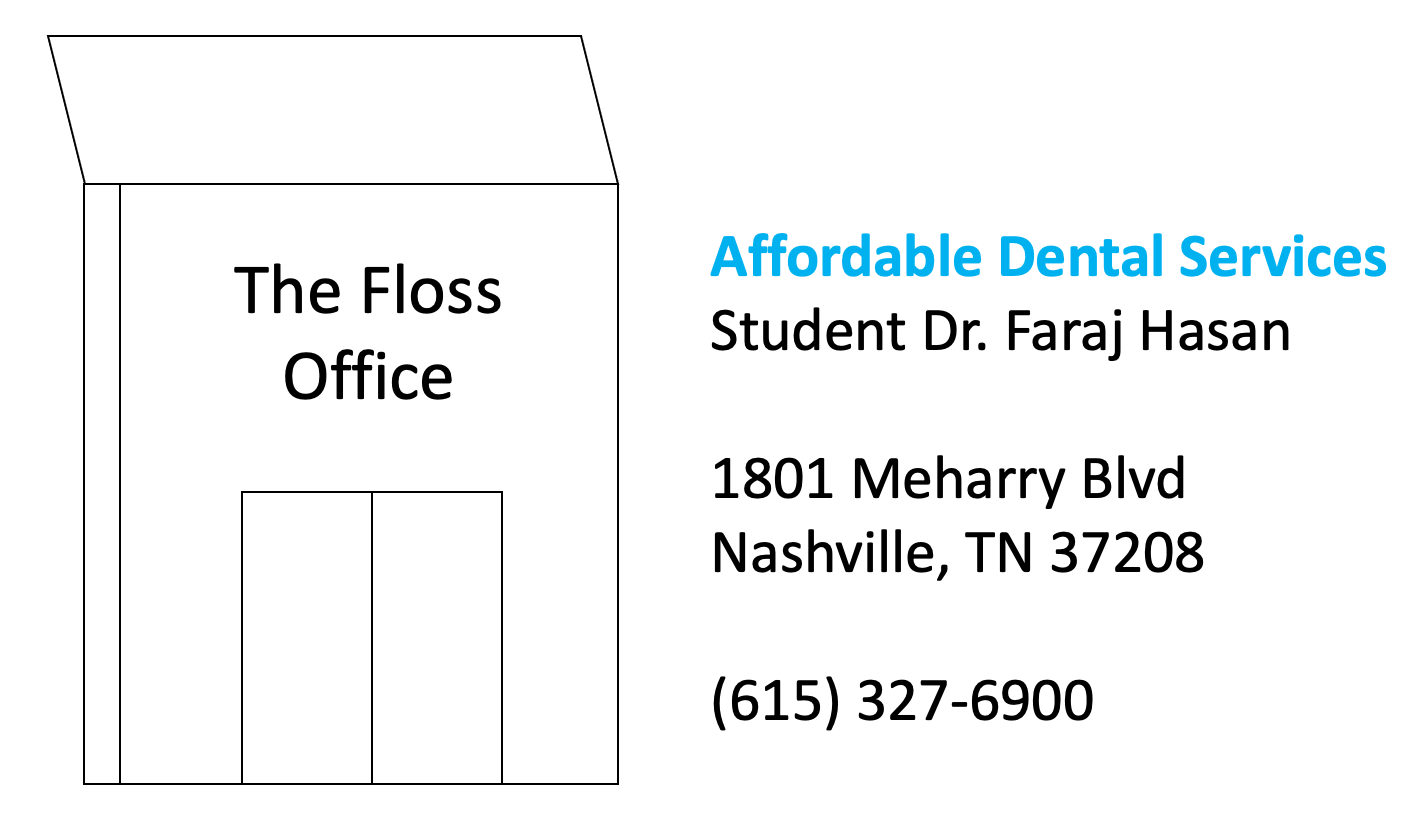 The Floss
Office
Affordable Dental Services
Student Dr. Faraj Hasan
1801 Meharry Blvd
Nashville, TN 37208
(615) 327-6900